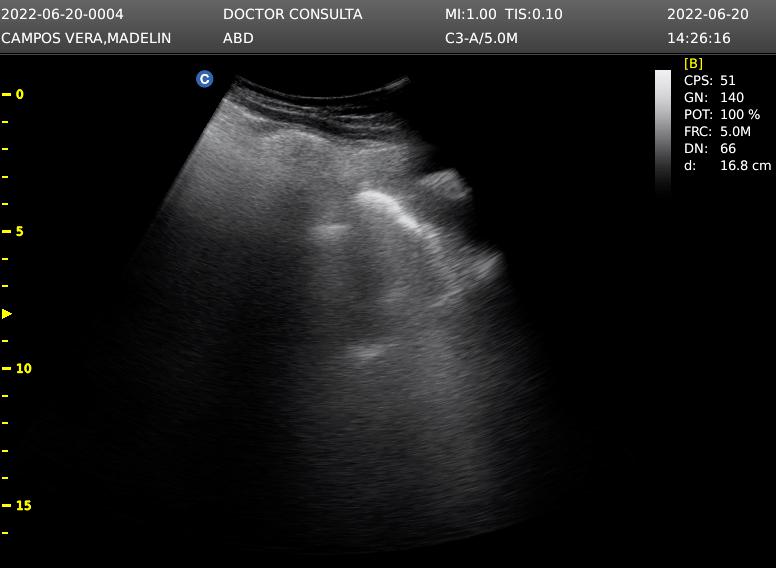 2022-06-20-0004 DOCTOR CONSULTA MI:1.00 TIS:0.10 2022-06-20
CAMPOS VERA,MADELIN ABD C3-A/5.0M 14:26:16
C
[B]
CPS: 51
GN: 140
POT: 100 %
FRC: 5.0M
DN: 66
d: 16.8 cm
0
5
10
15